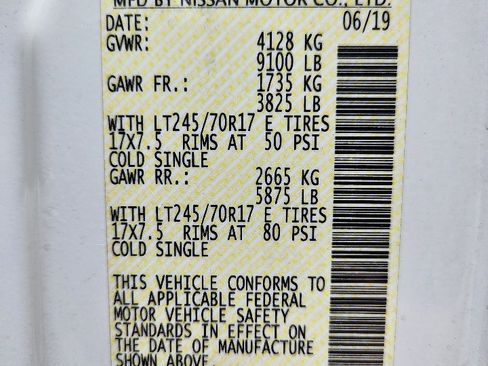 MFD BY NISSAN MOTOR CO., LTD.
DATE: 06/19
GVWR: 4128 KG
9100 LB
GAWR FR.: 1735 KG
3825 LB
WITH LT245/70R17 E TIRES
17X7.5 RIMS AT 50 PSI
COLD SINGLE
GAWR RR.: 2665 KG
5875 LB
WITH LT245/70R17 E TIRES
17X7.5 RIMS AT 80 PSI
COLD SINGLE
THIS VEHICLE CONFORMS TO
ALL APPLICABLE FEDERAL
MOTOR VEHICLE SAFETY
STANDARDS IN EFFECT ON
THE DATE OF MANUFACTURE
SHOWN ABOVE.